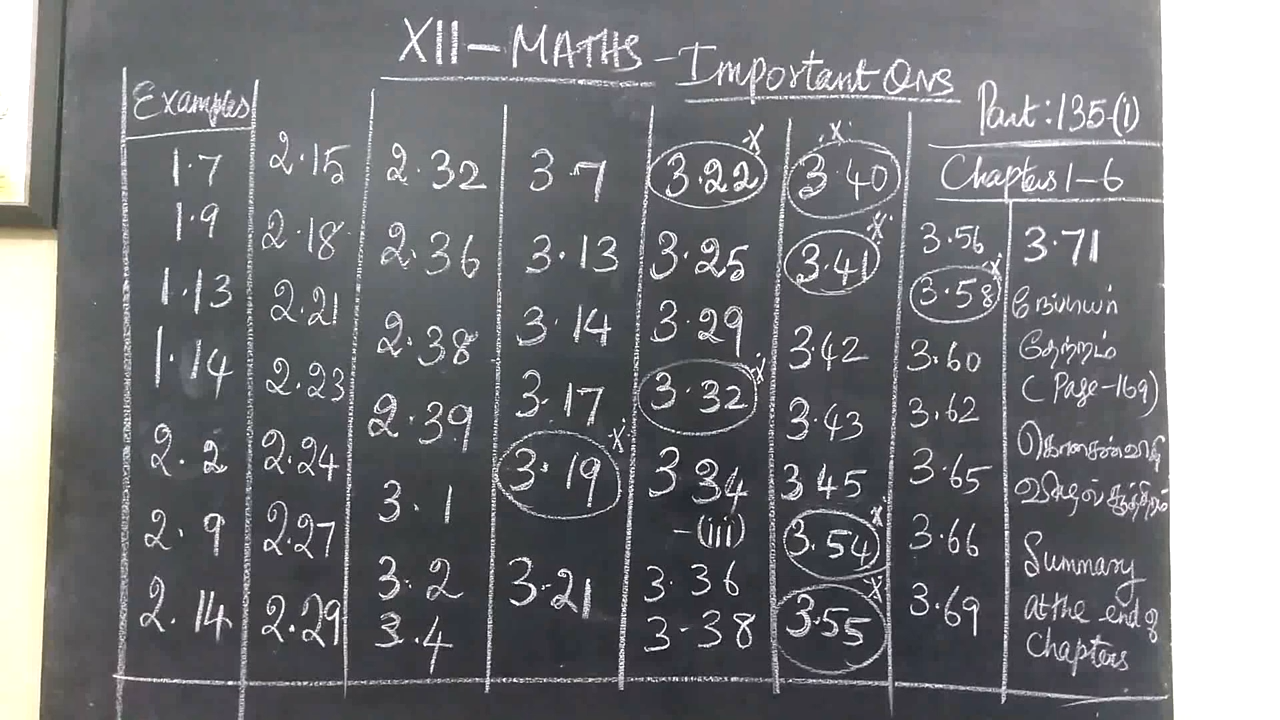 XII - MATHS - Important QNS
Part: 135-(i)
Chapters 1-6
Examples
1.7
1.9
1.13
1.14
2.2
2.9
2.14
2.15
2.18
2.21
2.23
2.24
2.27
2.29
2.32
2.36
2.38
2.39
3.1
3.2
3.4
3.7
3.13
3.14
3.17
3.19 x
3.21
3.22 x
3.25
3.29
3.32 x
3.34
-(iii)
3.36
3.38
3.40 x
3.41 x
3.42
3.43
3.45
3.54 x
3.55 x
3.56
3.58 x
3.60
3.62
3.65
3.66
3.69
3.71
தேற்றம்
(Page-169)
Summary
at the end of
Chapters